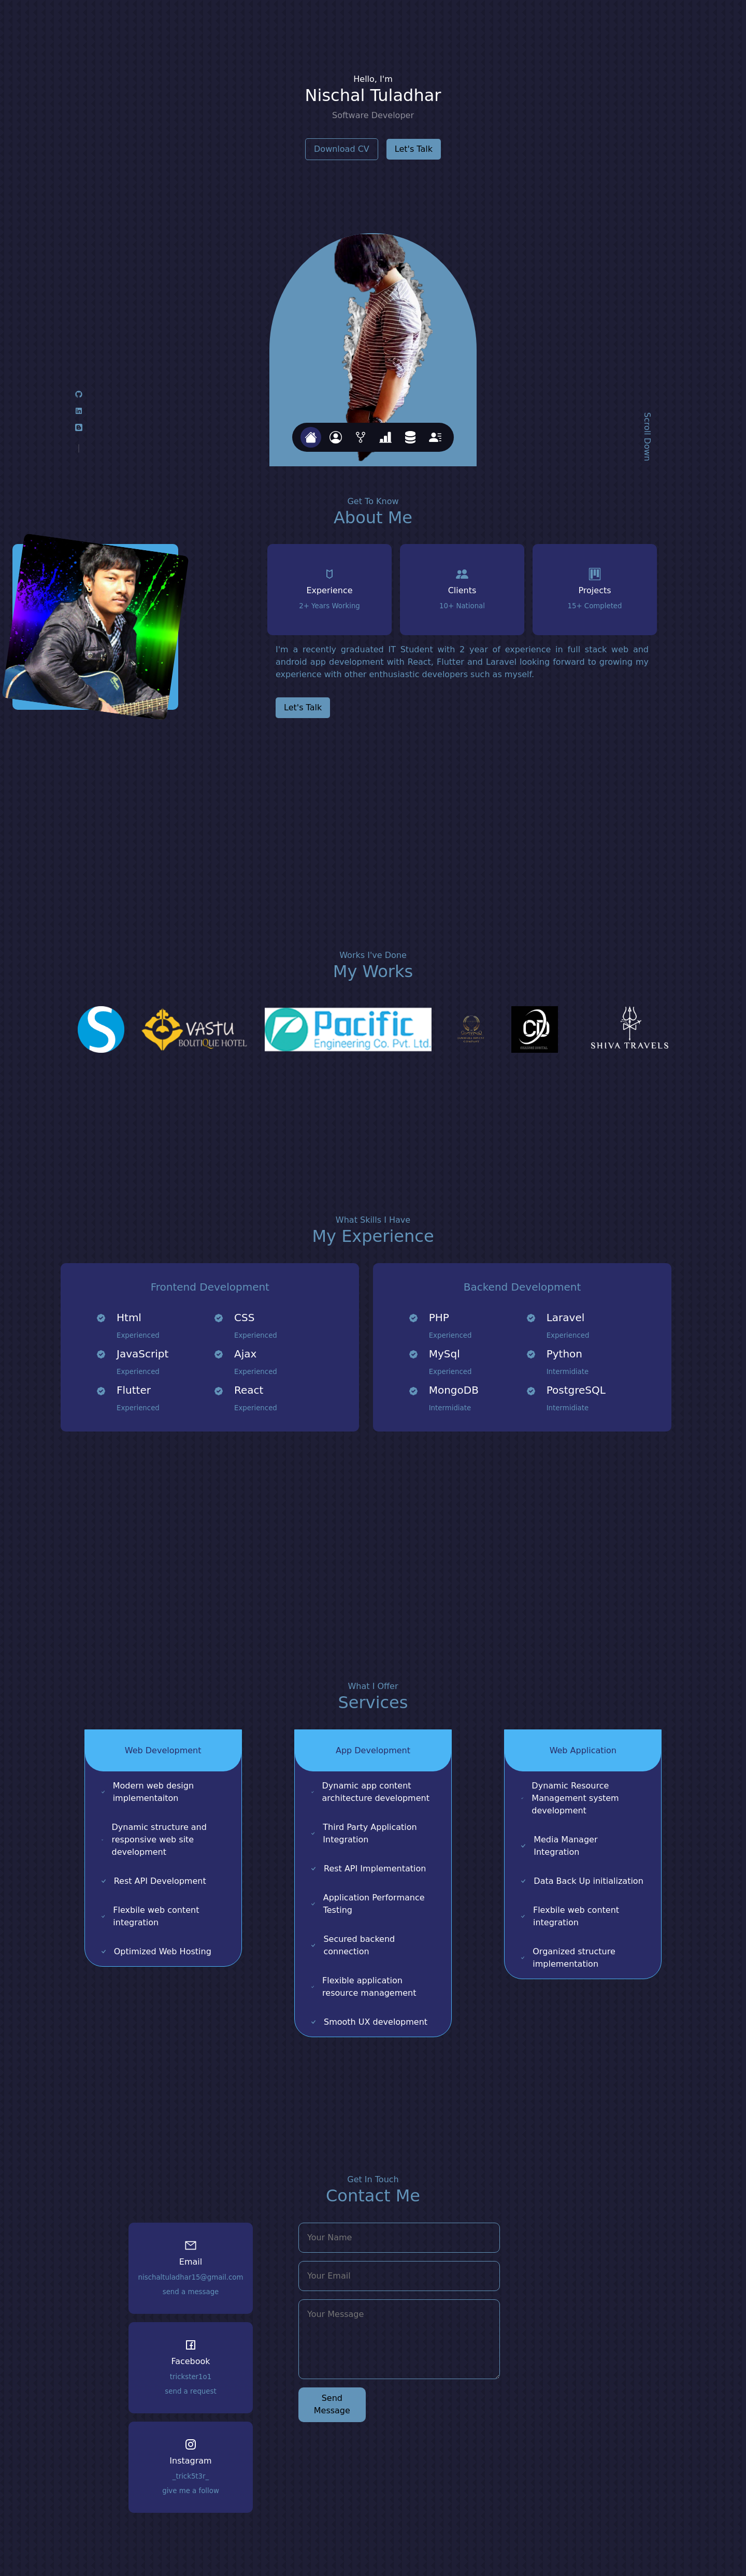 Hello, I'm
Nischal Tuladhar
Software Developer
Download CV
Let's Talk
Scroll Down
Get To Know
About Me
Experience
2+ Years Working
Clients
10+ National
Projects
15+ Completed
I'm a recently graduated IT Student with 2 year of experience in full stack web and
android app development with React, Flutter and Laravel looking forward to growing my
experience with other enthusiastic developers such as myself.
Let's Talk
Works I've Done
My Works
S
VASTU
BOUTIQUE HOTEL
Pacific
Engineering Co. Pvt. Ltd.
SHIVA TRAVELS
What Skills I Have
My Experience
Frontend Development
Html
Experienced
CSS
Experienced
JavaScript
Experienced
Ajax
Experienced
Flutter
Experienced
React
Experienced
Backend Development
PHP
Experienced
Laravel
Experienced
MySql
Experienced
Python
Intermidiate
MongoDB
Intermidiate
PostgreSQL
Intermidiate
What I Offer
Services
Web Development
Modern web design
implementaiton
Dynamic structure and
responsive web site
development
Rest API Development
Flexbile web content
integration
Optimized Web Hosting
App Development
Dynamic app content
architecture development
Third Party Application
Integration
Rest API Implementation
Application Performance
Testing
Secured backend
connection
Flexible application
resource management
Smooth UX development
Web Application
Dynamic Resource
Management system
development
Media Manager
Integration
Data Back Up initialization
Flexbile web content
integration
Organized structure
implementation
Get In Touch
Contact Me
Email
nischaltuladhar15@gmail.com
send a message
Facebook
trickster1o1
send a request
Instagram
_trick5t3r_
give me a follow
Your Name
Your Email
Your Message
Send
Message